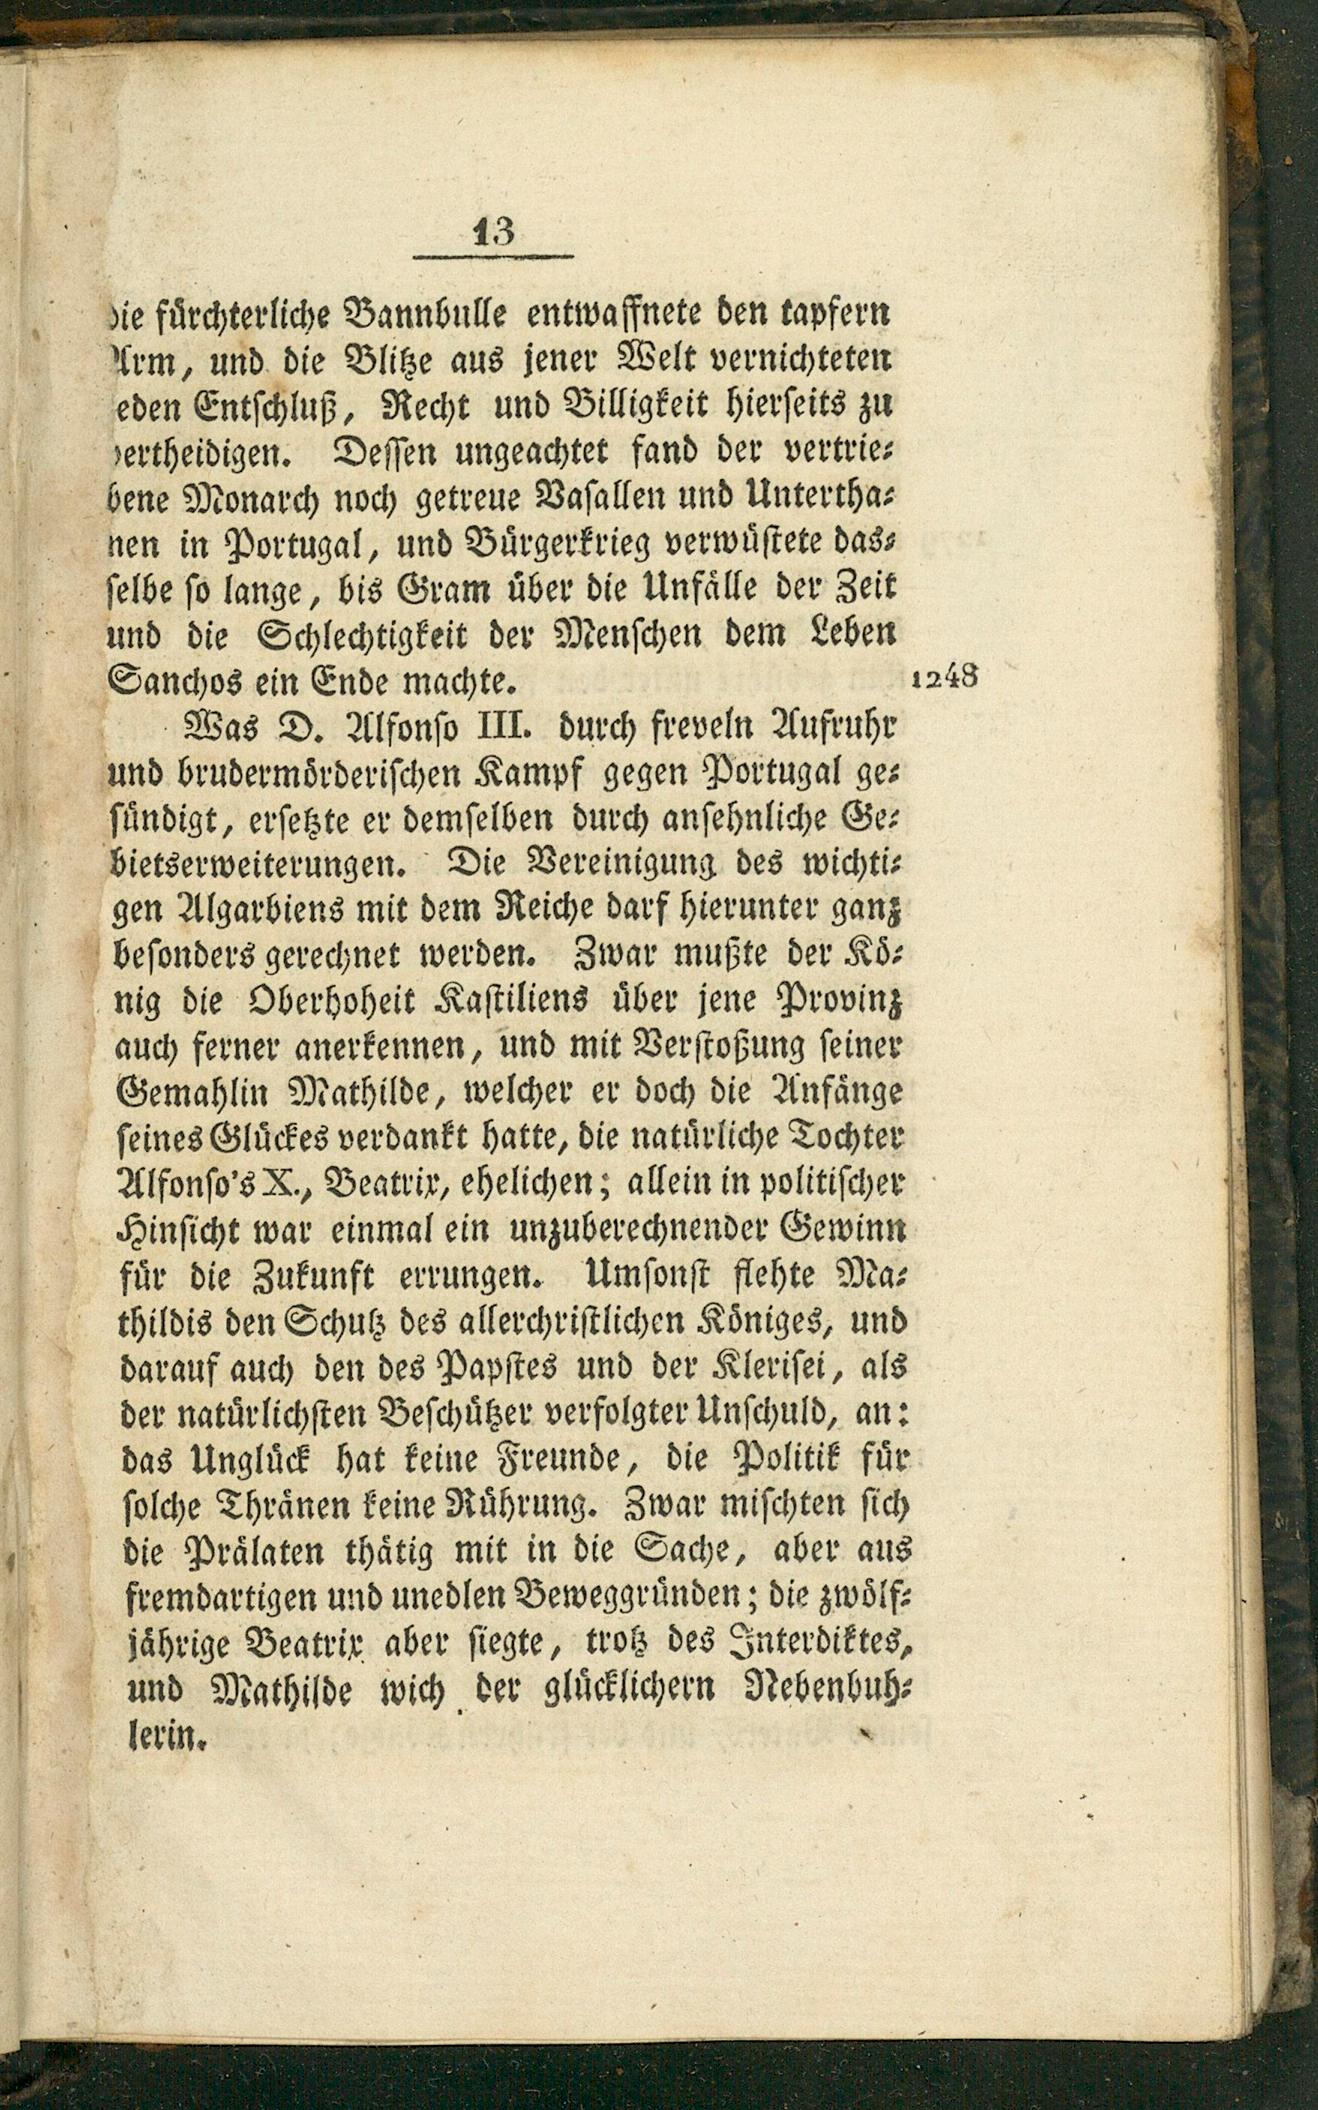 13
die fürchterliche Bannbulle entwaffnete den tapfern
Arm, und die Blitze aus jener Welt vernichteten
eden Entschluß, Recht und Billigkeit hierseits zu
vertheidigen. Dessen ungeachtet fand der vertrie-
bene Monarch noch getreue Vasallen und Untertha-
nen in Portugal, und Bürgerkrieg verwüstete das-
selbe so lange, bis Gram über die Unfälle der Zeit
und die Schlechtigkeit der Menschen dem Leben
Sanchos ein Ende machte. 1248
Was D. Alfonso III. durch freveln Aufruhr
und brudermörderischen Kampf gegen Portugal ge-
sündigt, ersetzte er demselben durch ansehnliche Ge-
bietserweiterungen. Die Vereinigung des wichti-
gen Algarbiens mit dem Reiche darf hierunter ganz
besonders gerechnet werden. Zwar mußte der Kö-
nig die Oberhoheit Kastiliens über jene Provinz
auch ferner anerkennen, und mit Verstoßung seiner
Gemahlin Mathilde, welcher er doch die Anfänge
seines Glückes verdankt hatte, die natürliche Tochter
Alfonso's X., Beatrix, ehelichen; allein in politischer
Hinsicht war einmal ein unzuberechnender Gewinn
für die Zukunft errungen. Umsonst flehte Ma-
thildis den Schutz des allerchristlichen Königes, und
darauf auch den des Papstes und der Klerisei, als
der natürlichsten Beschützer verfolgter Unschuld, an:
das Unglück hat keine Freunde, die Politik für
solche Thränen keine Rührung. Zwar mischten sich
die Prälaten thätig mit in die Sache, aber aus
fremdartigen und unedlen Beweggründen; die zwölf-
jährige Beatrix aber siegte, trotz des Interdiktes,
und Mathilde wich der glücklichern Nebenbuh-
lerin.